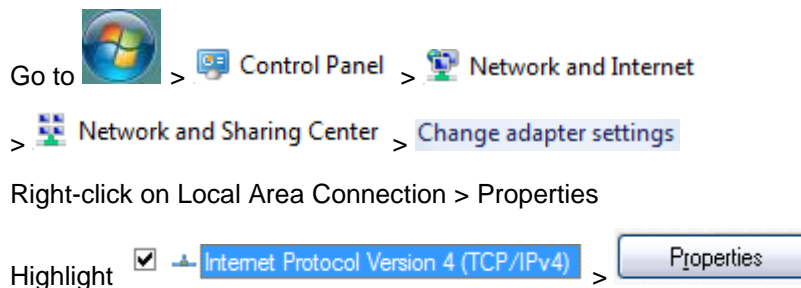 Go to > Control Panel > Network and Internet
> Network and Sharing Center > Change adapter settings
Right-click on Local Area Connection > Properties
Highlight Internet Protocol Version 4 (TCP/IPv4) > Properties